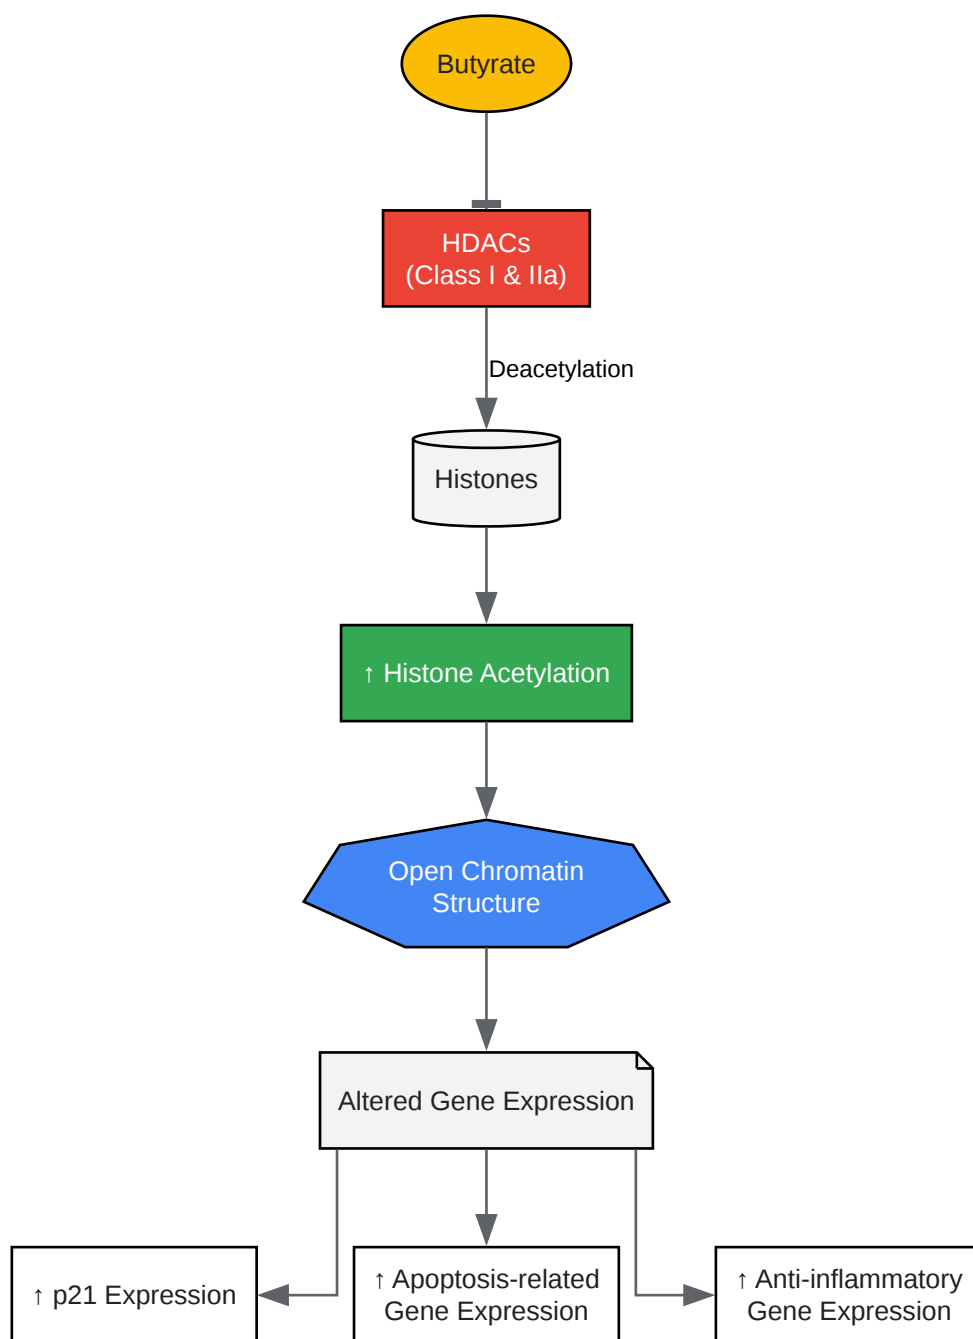 Butyrate
HDACs
(Class I & IIa)
Deacetylation
Histones
↑ Histone Acetylation
Open Chromatin
Structure
Altered Gene Expression
↑ p21 Expression
↑ Apoptosis-related
Gene Expression
↑ Anti-inflammatory
Gene Expression